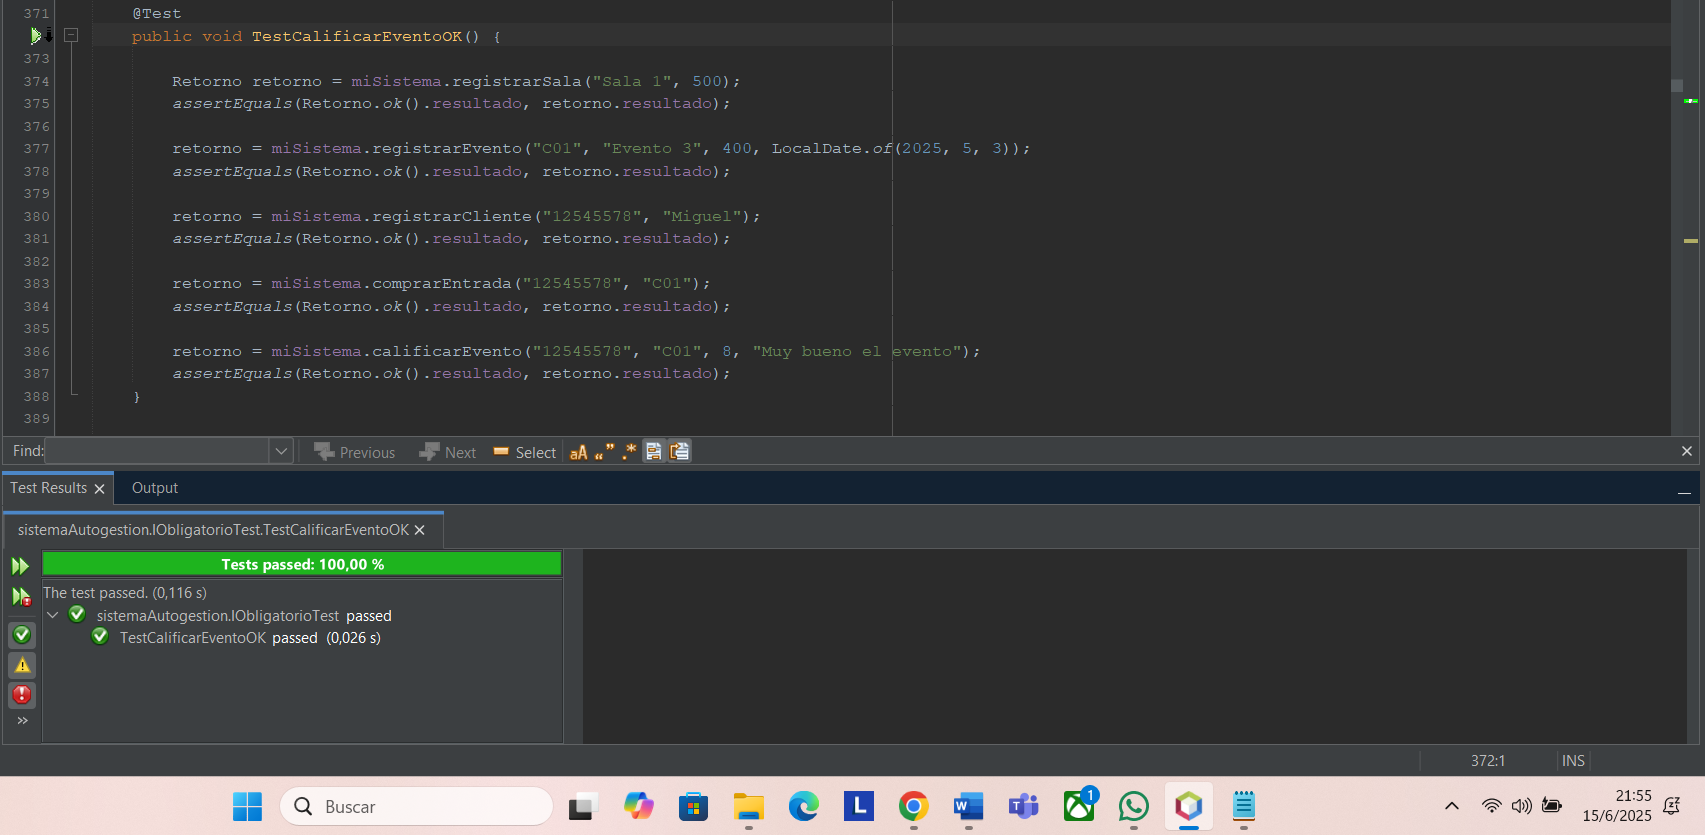 371 @Test
public void TestCalificarEventoOK() {
373
374 Retorno retorno = miSistema.registrarSala("Sala 1", 500);
375 assertEquals(Retorno.ok().resultado, retorno.resultado);
376
377 retorno = miSistema.registrarEvento("C01", "Evento 3", 400, LocalDate.of(2025, 5, 3));
378 assertEquals(Retorno.ok().resultado, retorno.resultado);
379
380 retorno = miSistema.registrarCliente("12545578", "Miguel");
381 assertEquals(Retorno.ok().resultado, retorno.resultado);
382
383 retorno = miSistema.comprarEntrada("12545578", "C01");
384 assertEquals(Retorno.ok().resultado, retorno.resultado);
385
386 retorno = miSistema.calificarEvento("12545578", "C01", 8, "Muy bueno el evento");
387 assertEquals(Retorno.ok().resultado, retorno.resultado);
388 }
389
Find: Previous Next Select aA “ ” .*
Test Results Output
sistemaAutogestion.IObligatorioTest.TestCalificarEventoOK
Tests passed: 100,00 %
The test passed. (0,116 s)
sistemaAutogestion.IObligatorioTest passed
TestCalificarEventoOK passed (0,026 s)
372:1 INS
Buscar L W T 1 21:55
15/6/2025